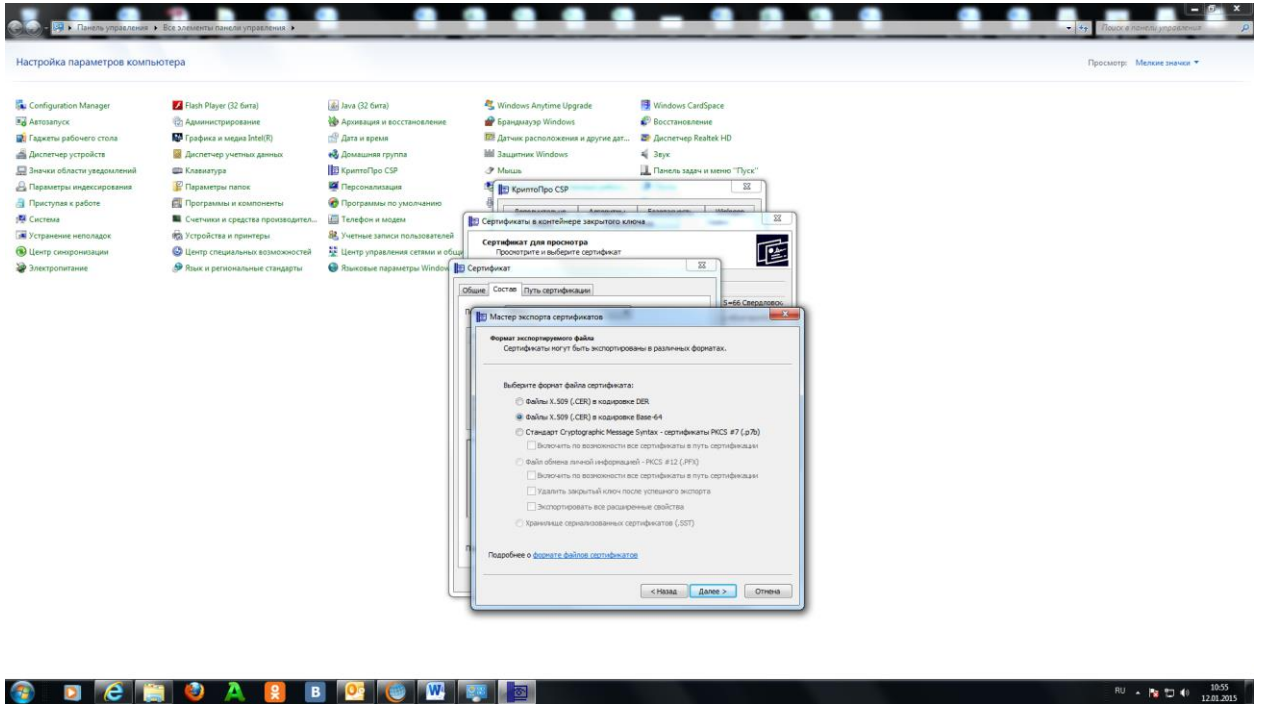 Панель управления ▸ Все элементы панели управления ▸
Поиск в панели управления
Настройка параметров компьютера
Просмотр: Мелкие значки
Configuration Manager
Flash Player (32 бита)
Java (32 бита)
Windows Anytime Upgrade
Windows CardSpace
Автозапуск
Администрирование
Архивация и восстановление
Брандмауэр Windows
Восстановление
Гаджеты рабочего стола
Графика и медиа Intel(R)
Дата и время
Датчик расположения и другие дат...
Диспетчер Realtek HD
Диспетчер устройств
Диспетчер учетных данных
Домашняя группа
Защитник Windows
Звук
Значки области уведомлений
Клавиатура
КриптоПро CSP
Мышь
Панель задач и меню "Пуск"
Параметры индексирования
Параметры папок
Персонализация
Приступая к работе
Программы и компоненты
Программы по умолчанию
Система
Счетчики и средства производител...
Телефон и модем
Устранение неполадок
Устройства и принтеры
Учетные записи пользователей
Центр синхронизации
Центр специальных возможностей
Центр управления сетями и общи
Электропитание
Язык и региональные стандарты
Языковые параметры Window
КриптоПро CSP
Сертификаты в контейнере закрытого ключа
Сертификат для просмотра
Просмотрите и выберите сертификат
S=66 Свердловск
Сертификат
Общие
Состав
Путь сертификации
Мастер экспорта сертификатов
Формат экспортируемого файла
Сертификаты могут быть экспортированы в различных форматах.
Выберите формат файла сертификата:
Файлы X.509 (.CER) в кодировке DER
Файлы X.509 (.CER) в кодировке Base-64
Стандарт Cryptographic Message Syntax - сертификаты PKCS #7 (.p7b)
Включить по возможности все сертификаты в путь сертификации
Файл обмена личной информацией - PKCS #12 (.PFX)
Включить по возможности все сертификаты в путь сертификации
Удалить закрытый ключ после успешного экспорта
Экспортировать все расширенные свойства
Хранилище сериализованных сертификатов (.SST)
Подробнее о формате файлов сертификатов
< Назад
Далее >
Отмена
RU
10:55
12.01.2015